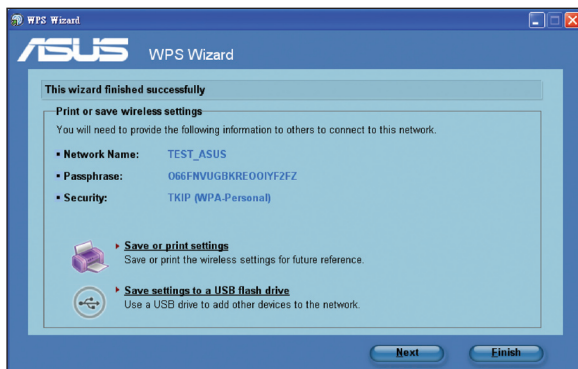 WPS Wizard
ASUS WPS Wizard
This wizard finished successfully
Print or save wireless settings
You will need to provide the following information to others to connect to this network.
▪ Network Name: TEST_ASUS
▪ Passphrase: O66FNVUGBKREOOIYF2FZ
▪ Security: TKIP (WPA-Personal)
Save or print settings
Save or print the wireless settings for future reference.
Save settings to a USB flash drive
Use a USB drive to add other devices to the network.
Next Finish